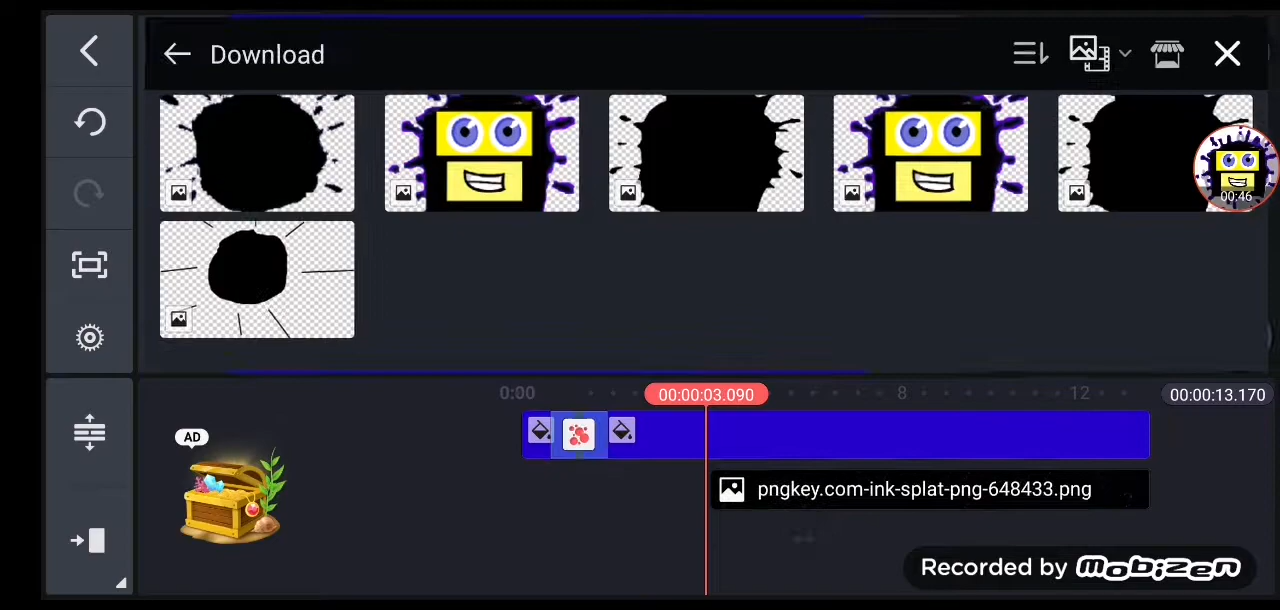 Download
00:46
0:00
00:00:03.090
8
12
00:00:13.170
AD
pngkey.com-ink-splat-png-648433.png
Recorded by mobizen